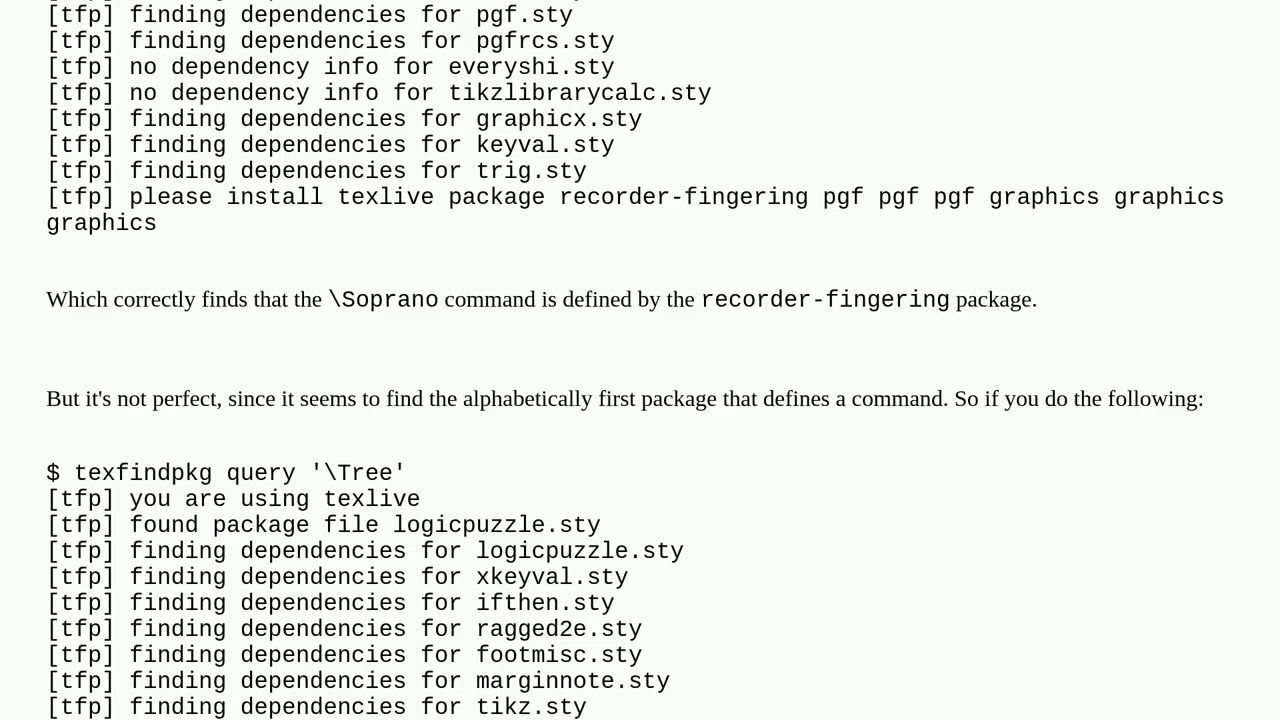 [tfp] finding dependencies for pgf.sty
[tfp] finding dependencies for pgfrcs.sty
[tfp] no dependency info for everyshi.sty
[tfp] no dependency info for tikzlibrarycalc.sty
[tfp] finding dependencies for graphicx.sty
[tfp] finding dependencies for keyval.sty
[tfp] finding dependencies for trig.sty
[tfp] please install texlive package recorder-fingering pgf pgf pgf graphics graphics
graphics
Which correctly finds that the \Soprano command is defined by the recorder-fingering package.
But it's not perfect, since it seems to find the alphabetically first package that defines a command. So if you do the following:
$ texfindpkg query '\Tree'
[tfp] you are using texlive
[tfp] found package file logicpuzzle.sty
[tfp] finding dependencies for logicpuzzle.sty
[tfp] finding dependencies for xkeyval.sty
[tfp] finding dependencies for ifthen.sty
[tfp] finding dependencies for ragged2e.sty
[tfp] finding dependencies for footmisc.sty
[tfp] finding dependencies for marginnote.sty
[tfp] finding dependencies for tikz.sty